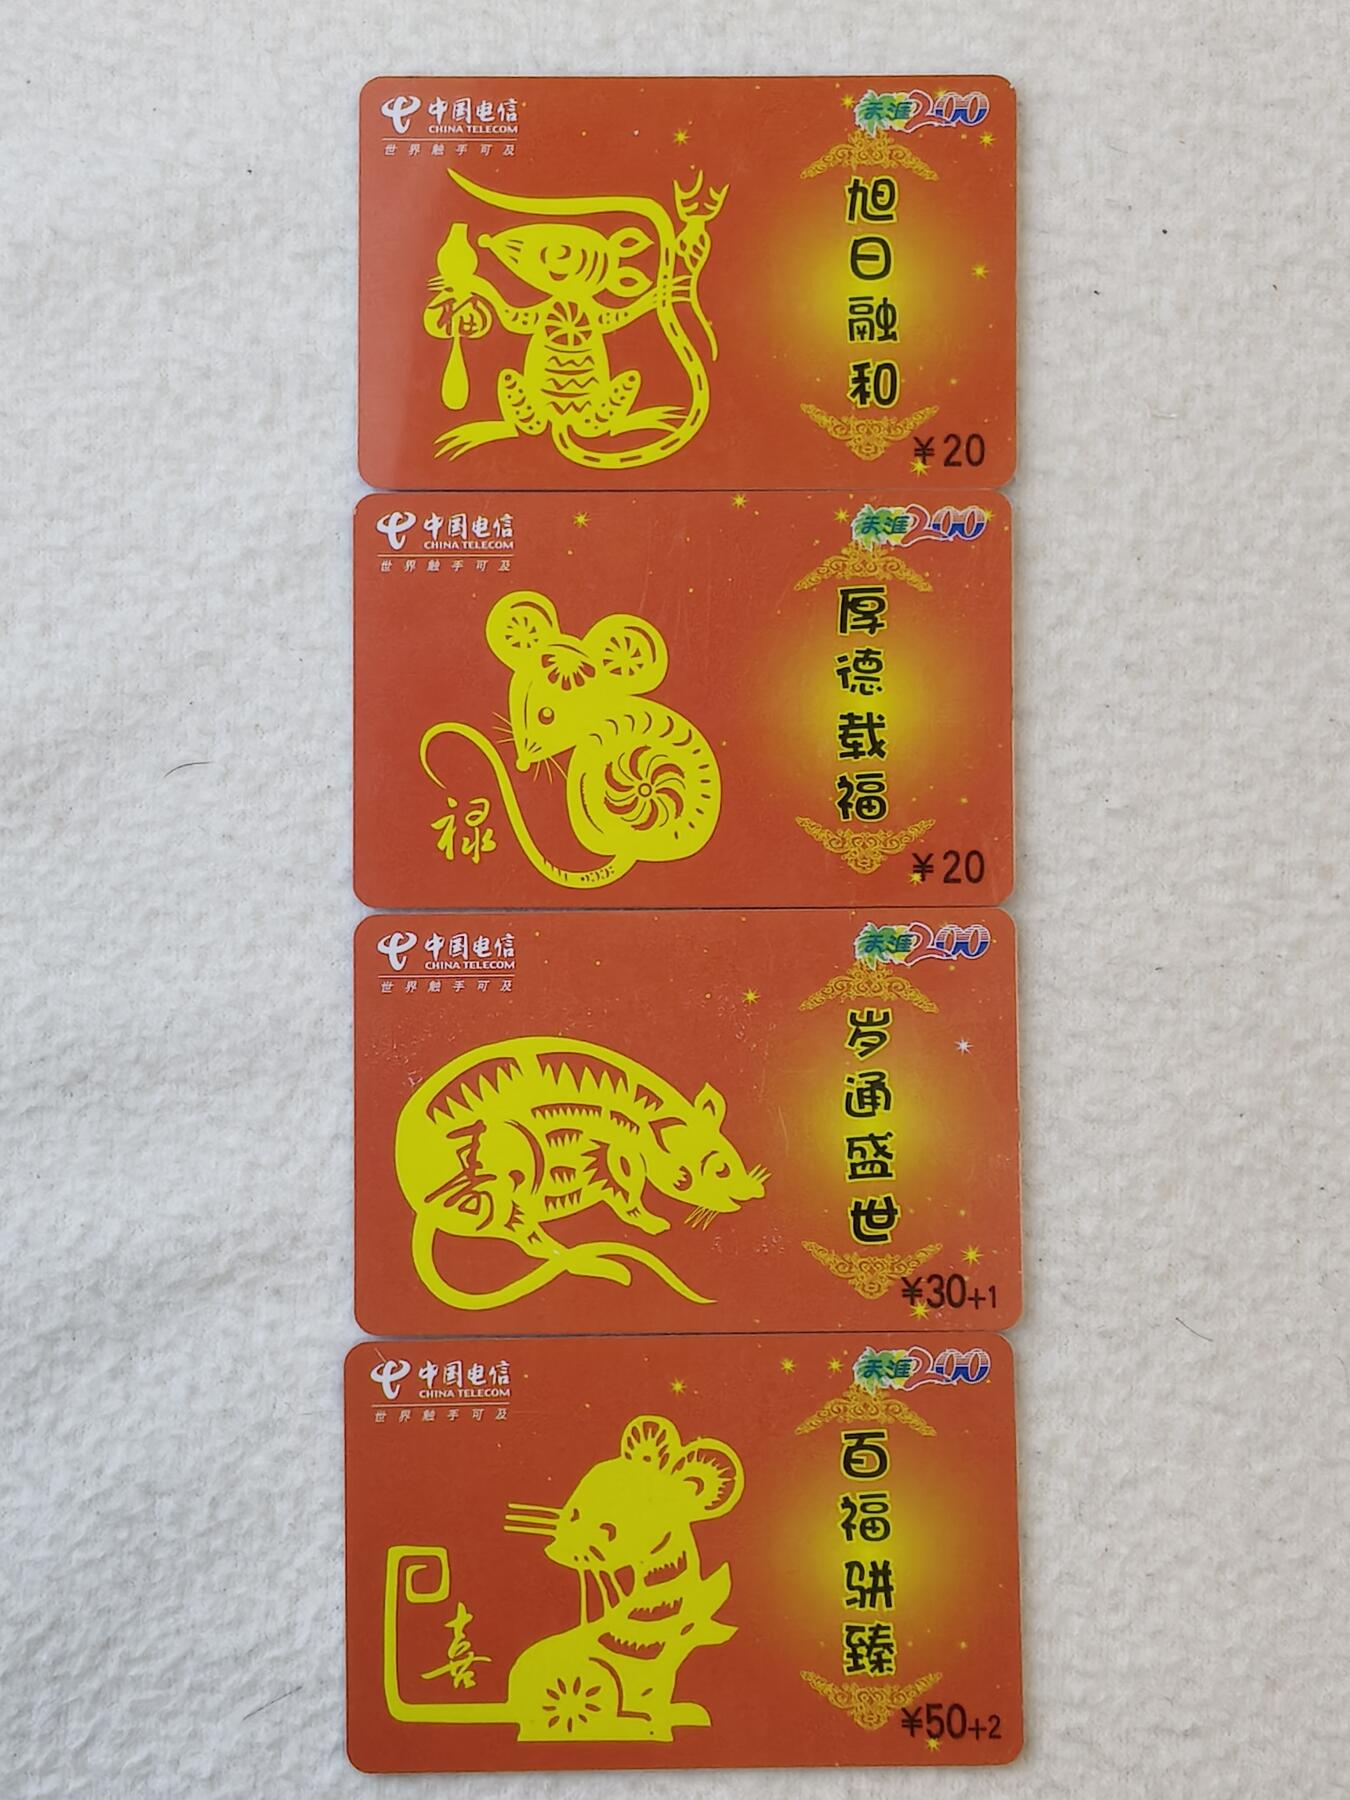 中国电信
CHINA TELECOM
世界触手可及
天涯200
旭日融和
福
¥20
中国电信
CHINA TELECOM
世界触手可及
天涯200
厚德载福
禄
¥20
中国电信
CHINA TELECOM
世界触手可及
天涯200
岁通盛世
寿
¥30+1
中国电信
CHINA TELECOM
世界触手可及
天涯200
百福骈臻
喜
¥50+2